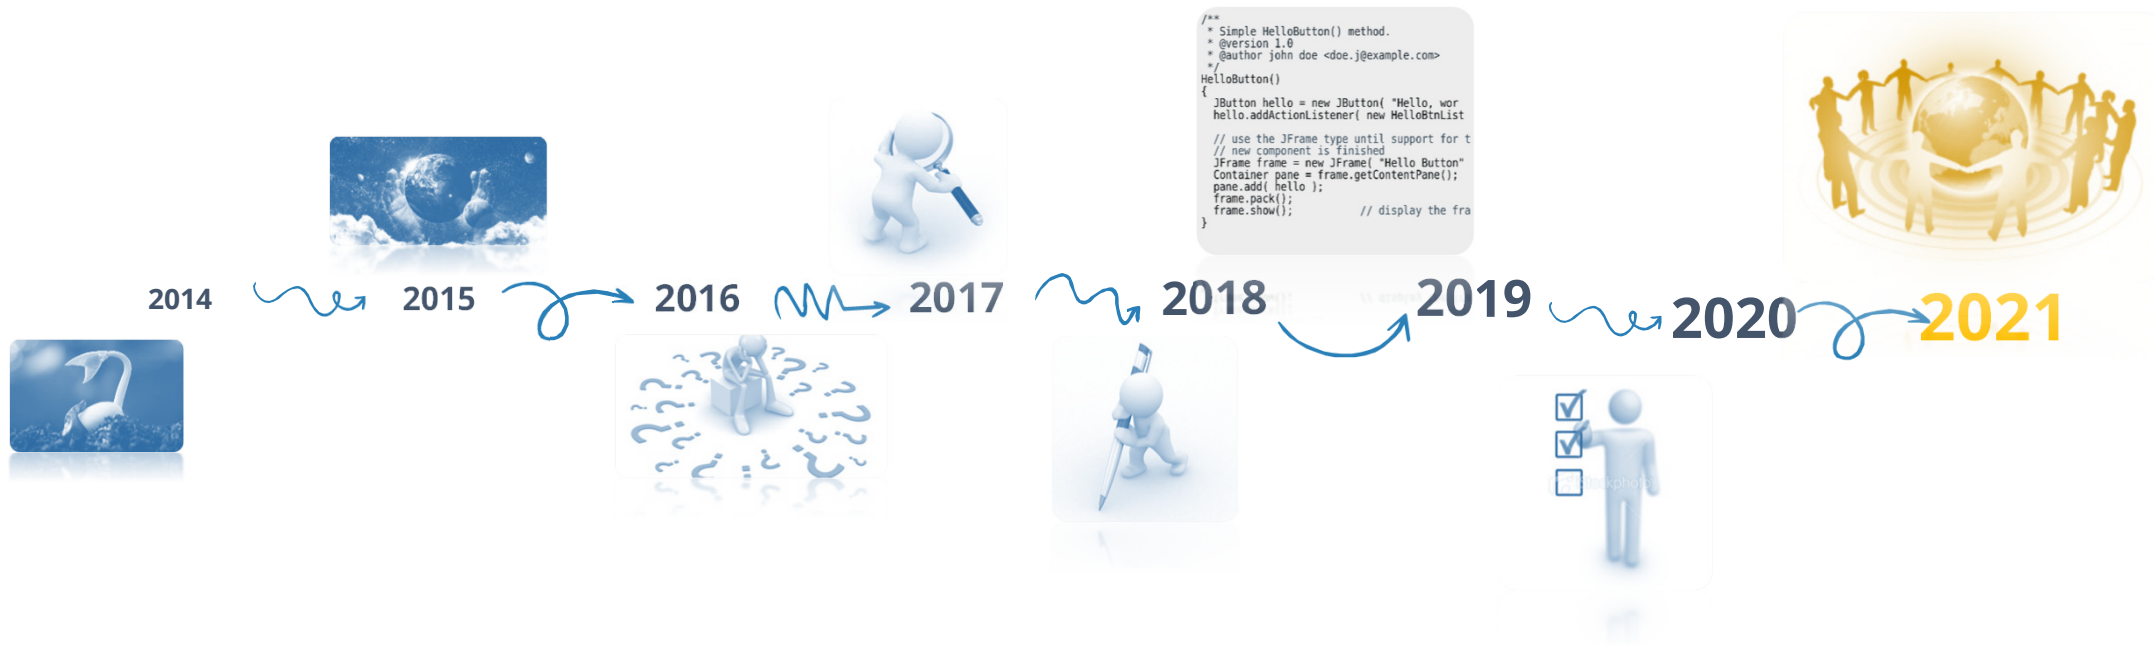 /**
 * Simple HelloButton() method.
 * @version 1.0
 * @author john doe <doe.j@example.com>
 */
HelloButton()
{
  JButton hello = new JButton( "Hello, wor
  hello.addActionListener( new HelloBtnList
  // use the JFrame type until support for t
  // new component is finished
  JFrame frame = new JFrame( "Hello Button"
  Container pane = frame.getContentPane();
  pane.add( hello );
  frame.pack();
  frame.show();          // display the fra
}
2014 2015 2016 2017 2018 2019 2020 2021